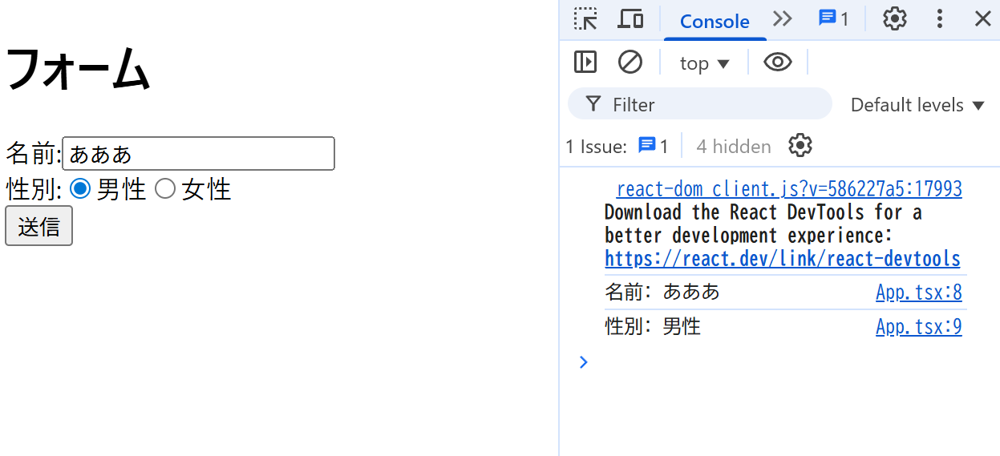 フォーム
名前:あああ
性別: 男性 女性
送信
Console 1
top
Filter Default levels
1 Issue: 1 4 hidden
react-dom_client.js?v=586227a5:17993
Download the React DevTools for a
better development experience:
https://react.dev/link/react-devtools
名前: あああ App.tsx:8
性別: 男性 App.tsx:9